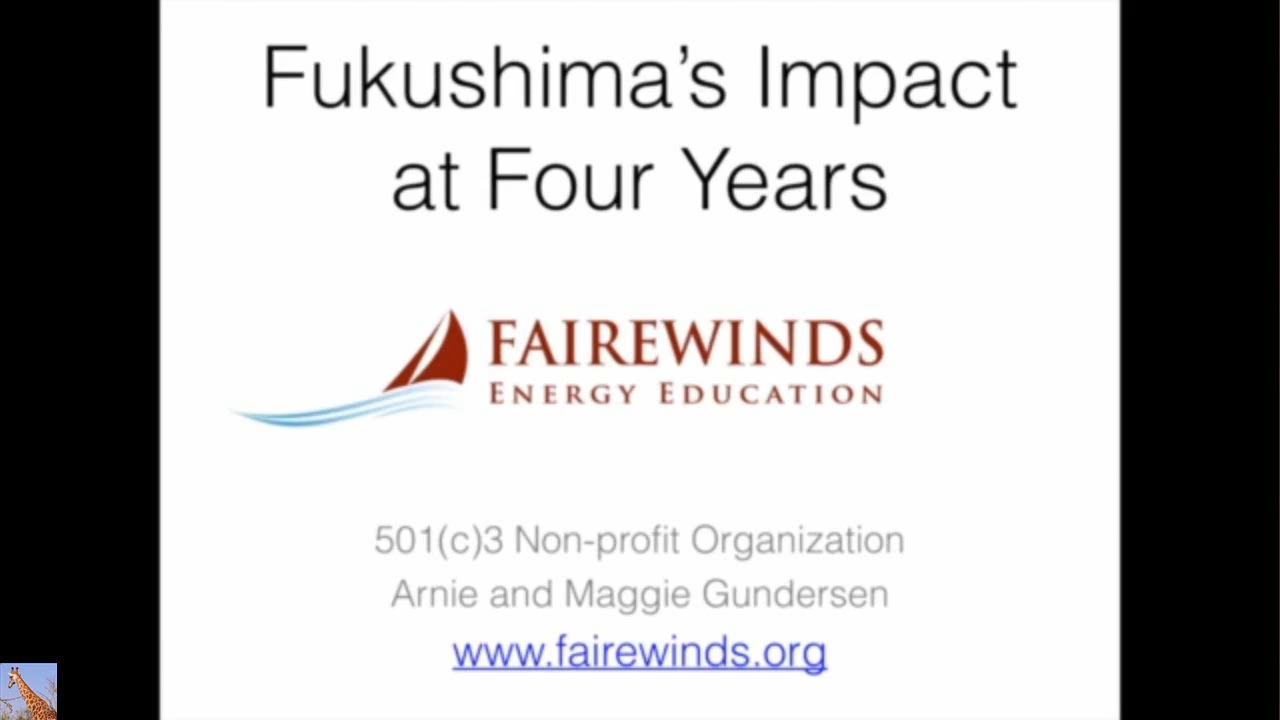 Fukushima’s Impact
at Four Years
FAIREWINDS
ENERGY EDUCATION
501(c)3 Non-profit Organization
Arnie and Maggie Gundersen
www.fairewinds.org